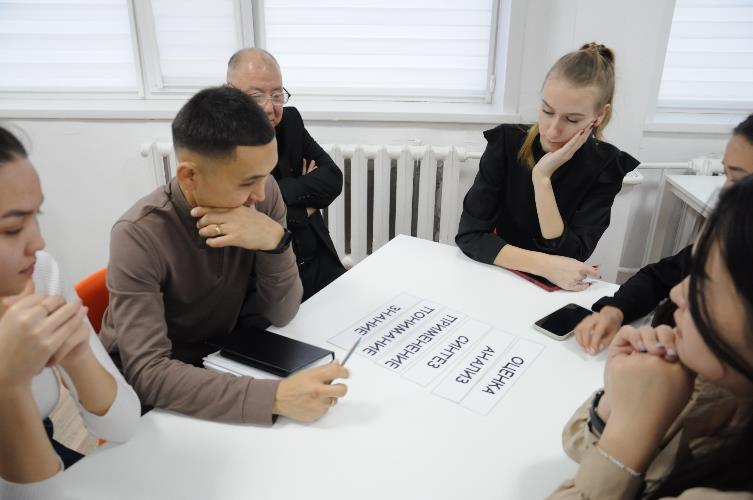 ЗНАНИЕ
ПОНИМАНИЕ
ПРИМЕНЕНИЕ
СИНТЕЗ
АНАЛИЗ
ОЦЕНКА